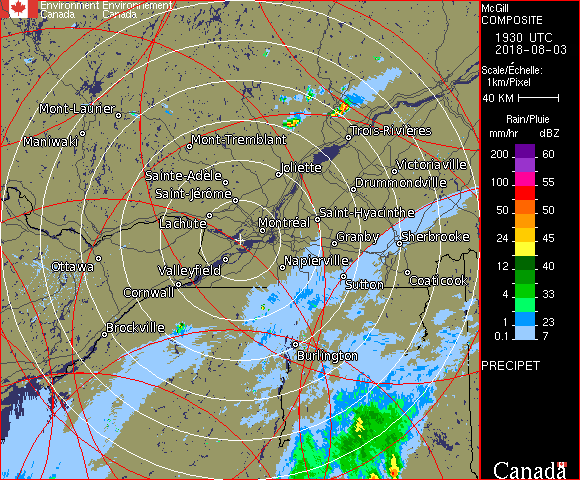 Environment Environnement
Canada Canada
McGill
COMPOSITE
1930 UTC
2018-08-03
Scale/Échelle:
1km/Pixel
40 KM
Rain/Pluie
mm/hr dBZ
200 60
100 55
50 50
24 45
12 40
4 33
1 23
0.1 7
PRECIPET
Canada
Mont-Laurier
Maniwaki
Mont-Tremblant
Trois-Rivières
Sainte-Adèle
Joliette
Victoriaville
Saint-Jérôme
Drummondville
Lachute
Montréal
Saint-Hyacinthe
Granby
Sherbrooke
Ottawa
Valleyfield
Napierville
Cornwall
Sutton
Coaticook
Brockville
Burlington